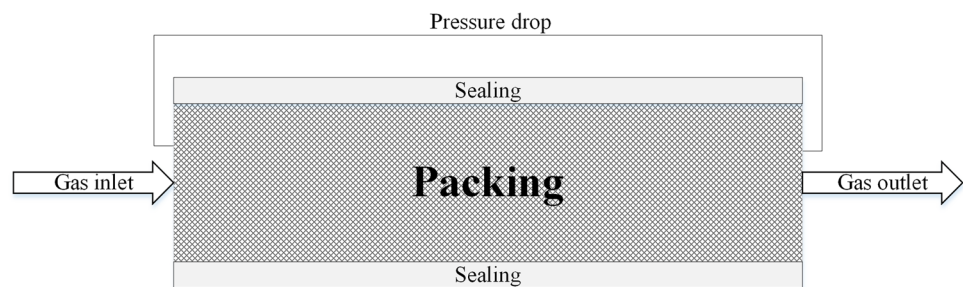 Pressure drop
Sealing
Gas inlet
Packing
Gas outlet
Sealing